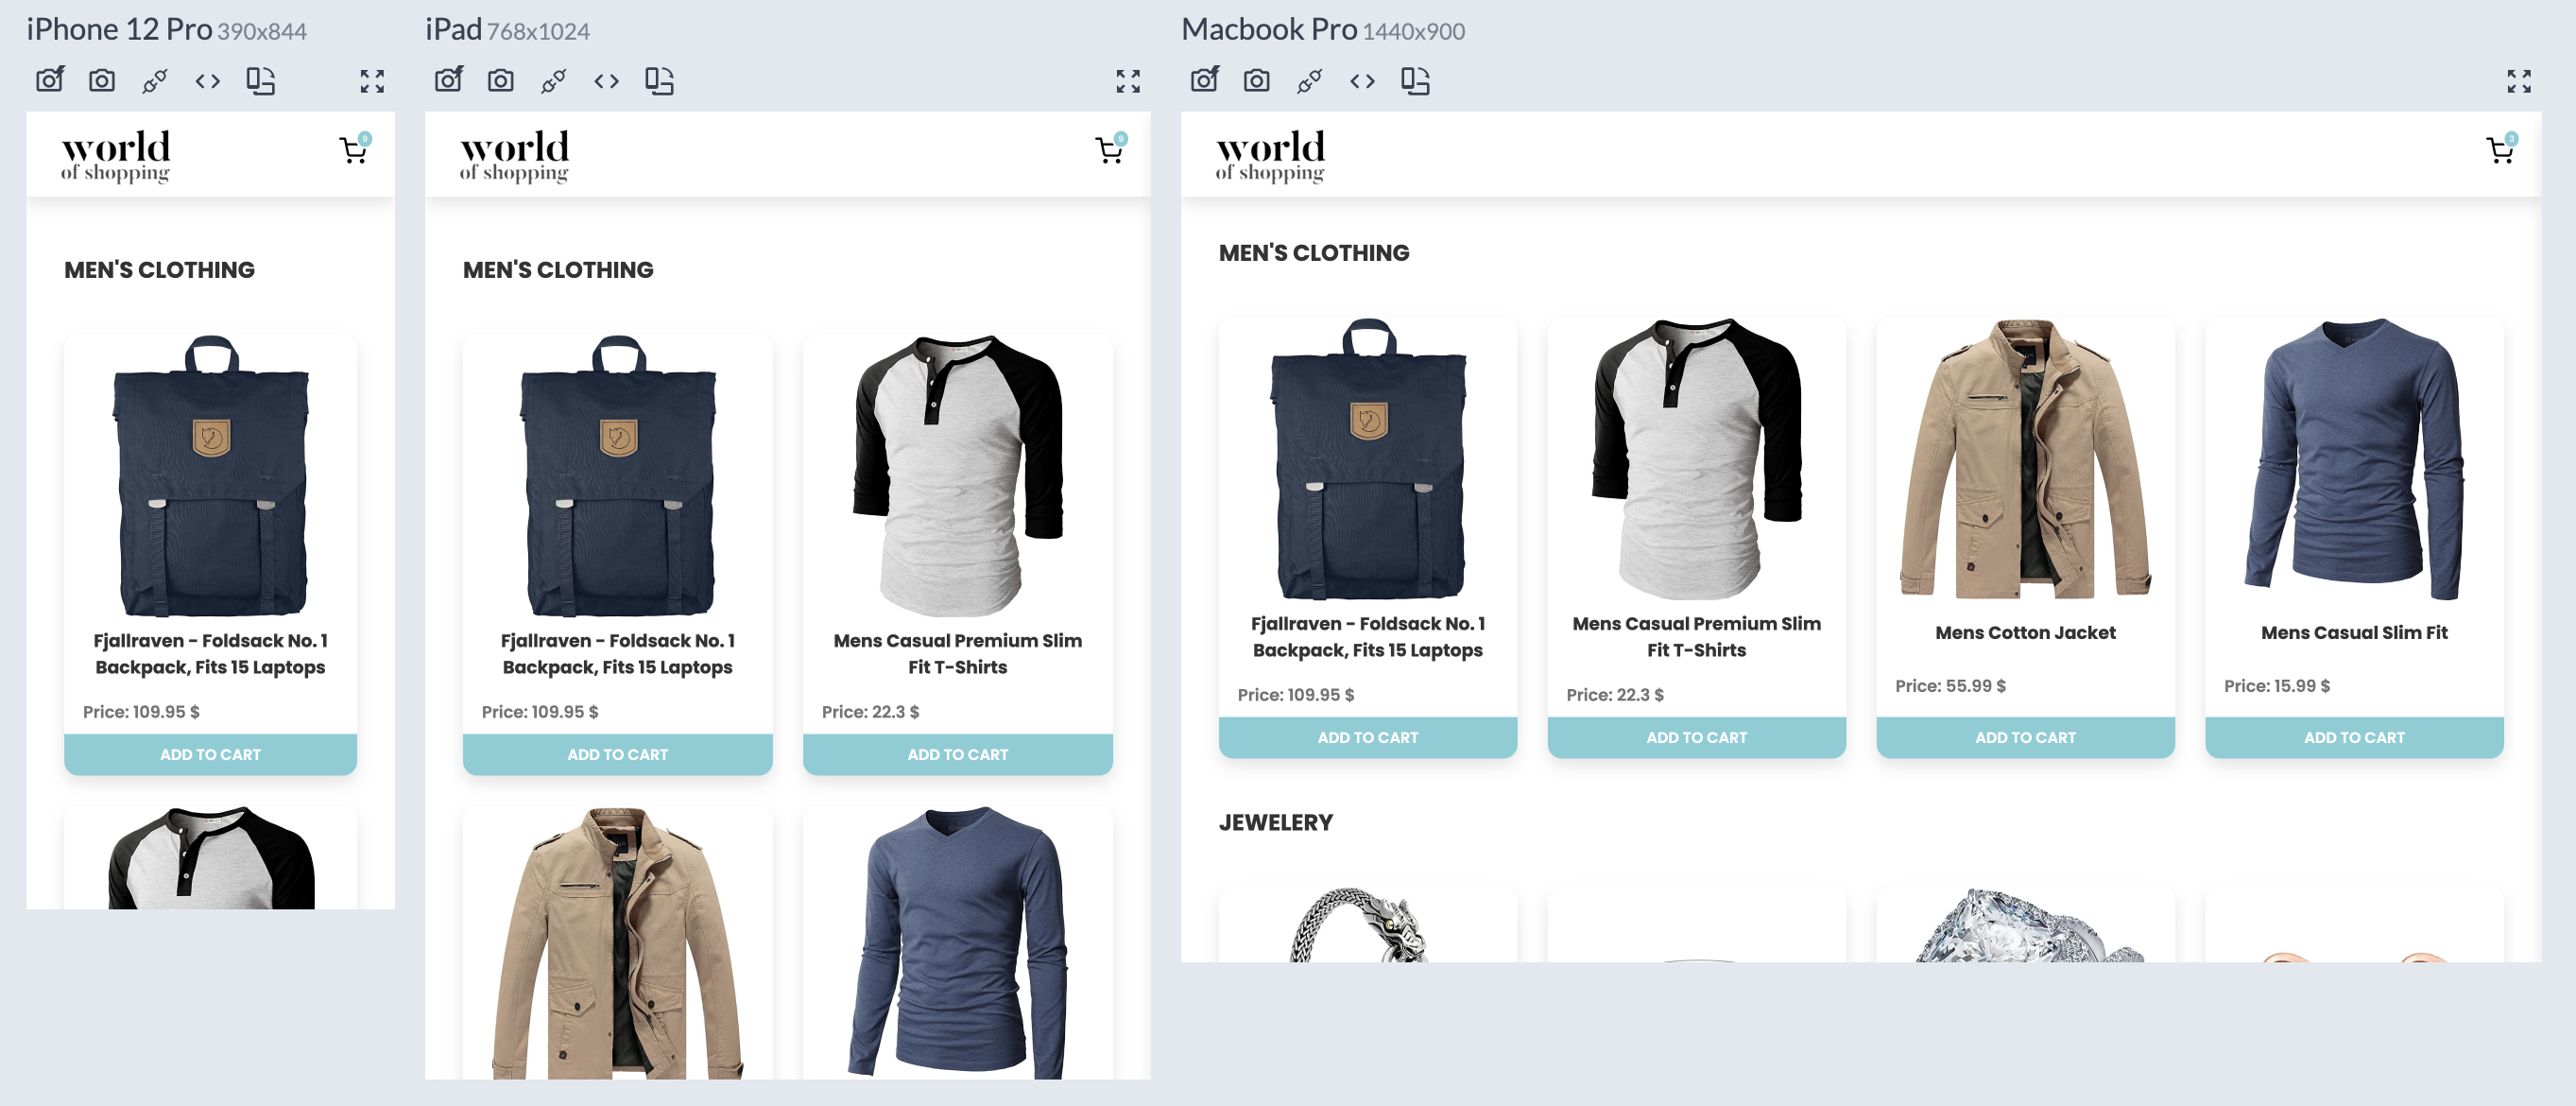 iPhone 12 Pro 390x844
world
of shopping
9
MEN'S CLOTHING
Fjallraven - Foldsack No. 1
Backpack, Fits 15 Laptops
Price: 109.95 $
ADD TO CART
iPad 768x1024
world
of shopping
9
MEN'S CLOTHING
Fjallraven - Foldsack No. 1
Backpack, Fits 15 Laptops
Price: 109.95 $
ADD TO CART
Mens Casual Premium Slim
Fit T-Shirts
Price: 22.3 $
ADD TO CART
Macbook Pro 1440x900
world
of shopping
3
MEN'S CLOTHING
Fjallraven - Foldsack No. 1
Backpack, Fits 15 Laptops
Price: 109.95 $
ADD TO CART
Mens Casual Premium Slim
Fit T-Shirts
Price: 22.3 $
ADD TO CART
Mens Cotton Jacket
Price: 55.99 $
ADD TO CART
Mens Casual Slim Fit
Price: 15.99 $
ADD TO CART
JEWELERY